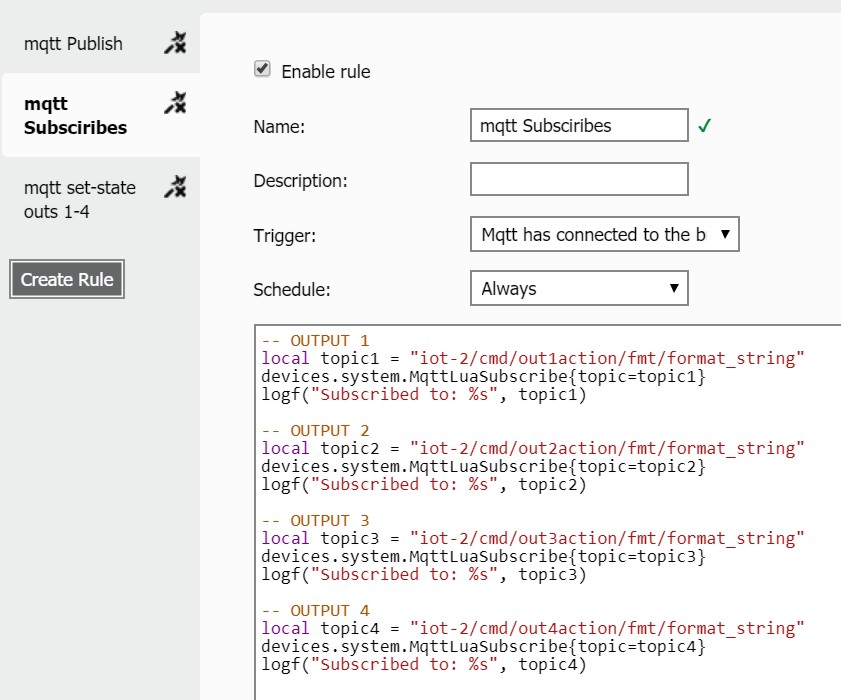 mqtt Publish
mqtt
Subsciribes
mqtt set-state
outs 1-4
Create Rule
Enable rule
Name:
mqtt Subsciribes
Description:
Trigger:
Mqtt has connected to the b
Schedule:
Always
-- OUTPUT 1
local topic1 = "iot-2/cmd/out1action/fmt/format_string"
devices.system.MqttLuaSubscribe{topic=topic1}
logf("Subscribed to: %s", topic1)
-- OUTPUT 2
local topic2 = "iot-2/cmd/out2action/fmt/format_string"
devices.system.MqttLuaSubscribe{topic=topic2}
logf("Subscribed to: %s", topic2)
-- OUTPUT 3
local topic3 = "iot-2/cmd/out3action/fmt/format_string"
devices.system.MqttLuaSubscribe{topic=topic3}
logf("Subscribed to: %s", topic3)
-- OUTPUT 4
local topic4 = "iot-2/cmd/out4action/fmt/format_string"
devices.system.MqttLuaSubscribe{topic=topic4}
logf("Subscribed to: %s", topic4)